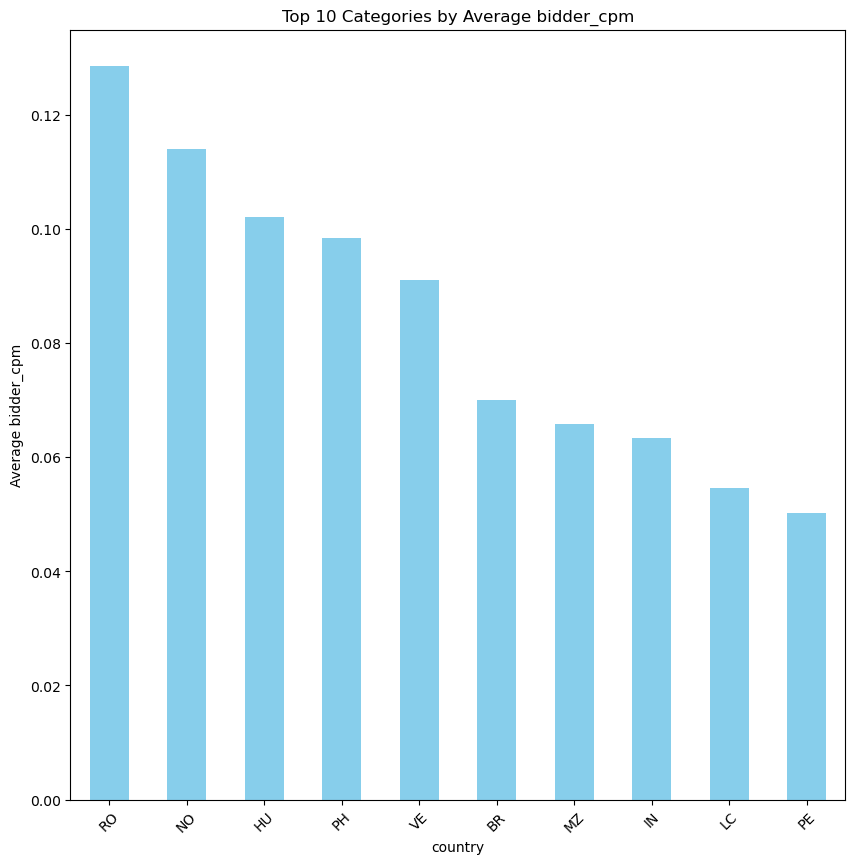 Top 10 Categories by Average bidder_cpm
Average bidder_cpm
0.12
0.10
0.08
0.06
0.04
0.02
0.00
RO
NO
HU
PH
VE
BR
MZ
IN
LC
PE
country